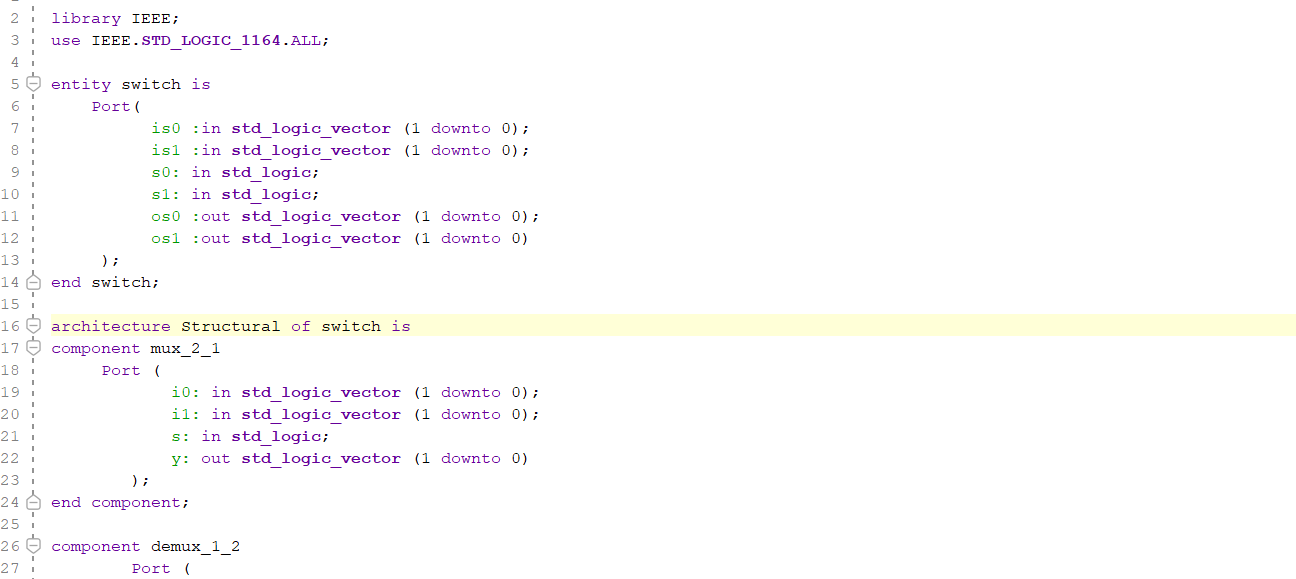 2 library IEEE;
3 use IEEE.STD_LOGIC_1164.ALL;
4
5 entity switch is
6 Port(
7 is0 :in std_logic_vector (1 downto 0);
8 is1 :in std_logic_vector (1 downto 0);
9 s0: in std_logic;
10 s1: in std_logic;
11 os0 :out std_logic_vector (1 downto 0);
12 os1 :out std_logic_vector (1 downto 0)
13 );
14 end switch;
15
16 architecture Structural of switch is
17 component mux_2_1
18 Port (
19 i0: in std_logic_vector (1 downto 0);
20 i1: in std_logic_vector (1 downto 0);
21 s: in std_logic;
22 y: out std_logic_vector (1 downto 0)
23 );
24 end component;
25
26 component demux_1_2
27 Port (